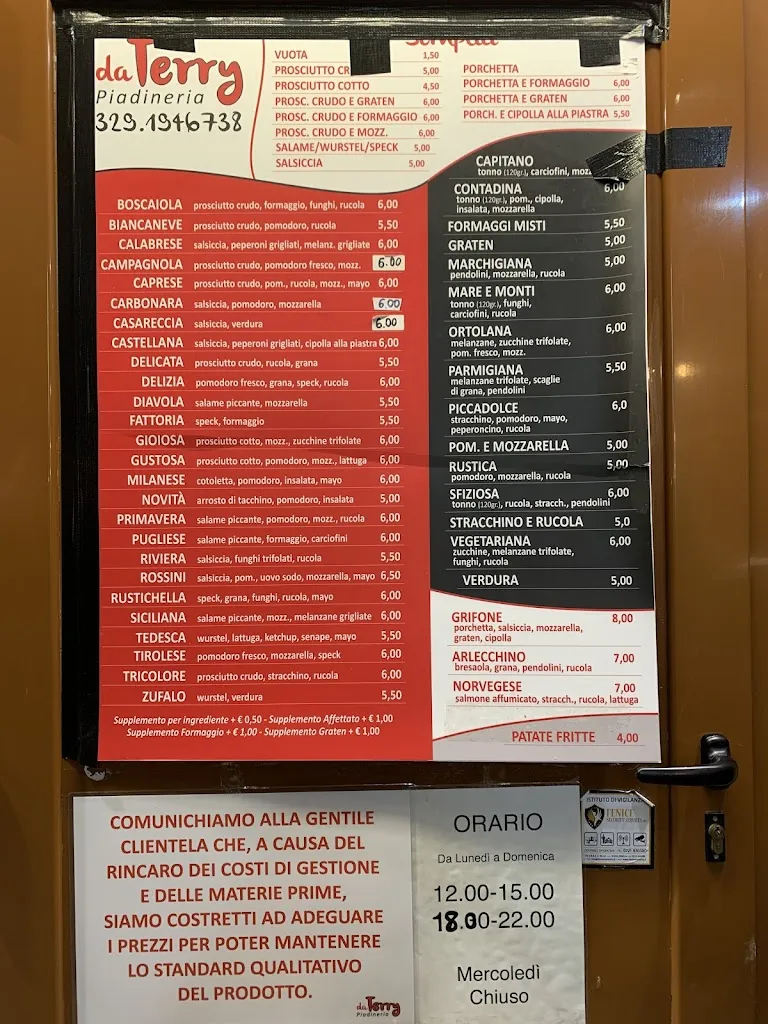 da Terry
Piadineria
329.1946738
VUOTA 1,50
PROSCIUTTO CR 5,00
PROSCIUTTO COTTO 4,50
PROSC. CRUDO E GRATEN 6,00
PROSC. CRUDO E FORMAGGIO 6,00
PROSC. CRUDO E MOZZ. 6,00
SALAME/WURSTEL/SPECK 5,00
SALSICCIA 5,00
PORCHETTA
PORCHETTA E FORMAGGIO 6,00
PORCHETTA E GRATEN 6,00
PORCH. E CIPOLLA ALLA PIASTRA 5,50
BOSCAIOLA prosciutto crudo, formaggio, funghi, rucola 6,00
BIANCANEVE prosciutto crudo, pomodoro, rucola 5,50
CALABRESE salsiccia, peperoni grigliati, melanz. grigliate 6,00
CAMPAGNOLA prosciutto crudo, pomodoro fresco, mozz. 6.00
CAPRESE prosciutto crudo, pom., rucola, mozz., mayo 6,00
CARBONARA salsiccia, pomodoro, mozzarella 6,00
CASARECCIA salsiccia, verdura 6.00
CASTELLANA salsiccia, peperoni grigliati, cipolla alla piastra 6,00
DELICATA prosciutto crudo, rucola, grana 5,50
DELIZIA pomodoro fresco, grana, speck, rucola 6,00
DIAVOLA salame piccante, mozzarella 5,50
FATTORIA speck, formaggio 5,50
GIOIOSA prosciutto cotto, mozz., zucchine trifolate 6,00
GUSTOSA prosciutto cotto, pomodoro, mozz., lattuga 6,00
MILANESE cotoletta, pomodoro, insalata, mayo 6,00
NOVITÀ arrosto di tacchino, pomodoro, insalata 5,00
PRIMAVERA salame piccante, pomodoro, mozz., rucola 6,00
PUGLIESE salame piccante, formaggio, carciofini 6,00
RIVIERA salsiccia, funghi trifolati, rucola 5,50
ROSSINI salsiccia, pom., uovo sodo, mozzarella, mayo 6,50
RUSTICHELLA speck, grana, funghi, rucola, mayo 6,00
SICILIANA salame piccante, mozz., melanzane grigliate 6,00
TEDESCA wurstel, lattuga, ketchup, senape, mayo 5,50
TIROLESE pomodoro fresco, mozzarella, speck 6,00
TRICOLORE prosciutto crudo, stracchino, rucola 6,00
ZUFALO wurstel, verdura 5,50
Supplemento per ingrediente + € 0,50 - Supplemento Affettato + € 1,00
Supplemento Formaggio + € 1,00 - Supplemento Graten + € 1,00
CAPITANO
tonno (120gr.), carciofini, moz
CONTADINA 6,00
tonno (120gr.), pom., cipolla,
insalata, mozzarella
FORMAGGI MISTI 5,50
GRATEN 5,00
MARCHIGIANA 5,00
pendolini, mozzarella, rucola
MARE E MONTI 6,00
tonno (120gr.), funghi,
carciofini, rucola
ORTOLANA 6,00
melanzane, zucchine trifolate,
pom. fresco, mozz.
PARMIGIANA 5,50
melanzane trifolate, scaglie
di grana, pendolini
PICCADOLCE 6,0
stracchino, pomodoro, mayo,
peperoncino, rucola
POM. E MOZZARELLA 5,00
RUSTICA 5,00
pomodoro, mozzarella, rucola
SFIZIOSA 6,00
tonno (120gr.), rucola, stracch., pendolini
STRACCHINO E RUCOLA 5,0
VEGETARIANA 6,00
zucchine, melanzane trifolate,
funghi, rucola
VERDURA 5,00
GRIFONE 8,00
porchetta, salsiccia, mozzarella,
graten, cipolla
ARLECCHINO 7,00
bresaola, grana, pendolini, rucola
NORVEGESE 7,00
salmone affumicato, stracch., rucola, lattuga
PATATE FRITTE 4,00
COMUNICHIAMO ALLA GENTILE
CLIENTELA CHE, A CAUSA DEL
RINCARO DEI COSTI DI GESTIONE
E DELLE MATERIE PRIME,
SIAMO COSTRETTI AD ADEGUARE
I PREZZI PER POTER MANTENERE
LO STANDARD QUALITATIVO
DEL PRODOTTO.
da Terry
Piadineria
ORARIO
Da Lunedì a Domenica
12.00-15.00
18.00-22.00
Mercoledì
Chiuso
ISTITUTO DI VIGILANZA
FENICE